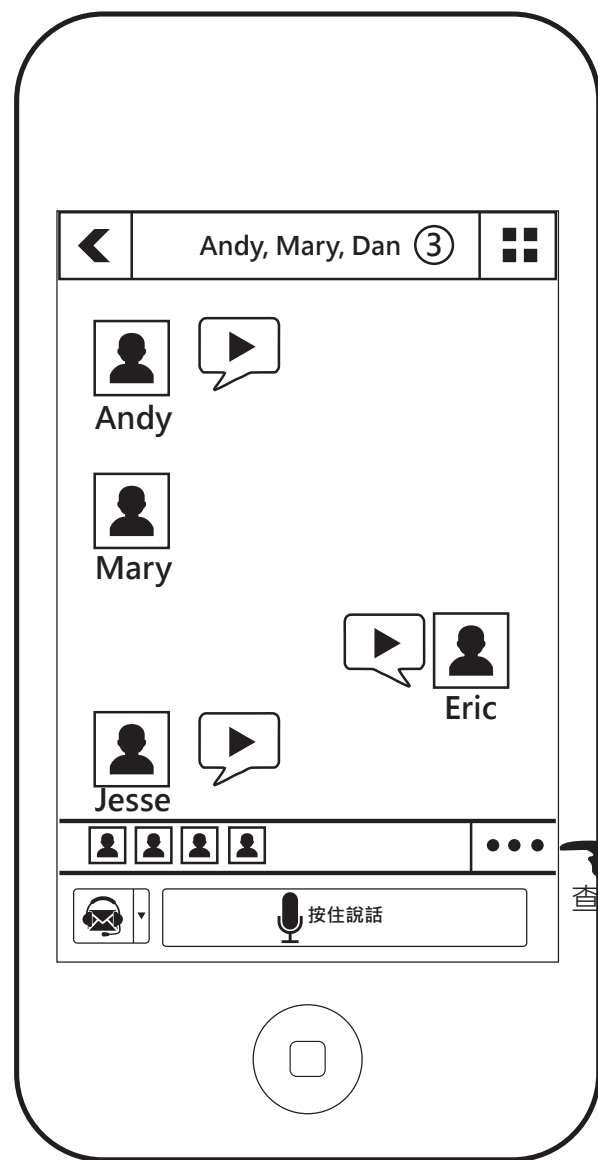 Andy, Mary, Dan ③
Andy
Mary
Eric
Jesse
查
按住說話